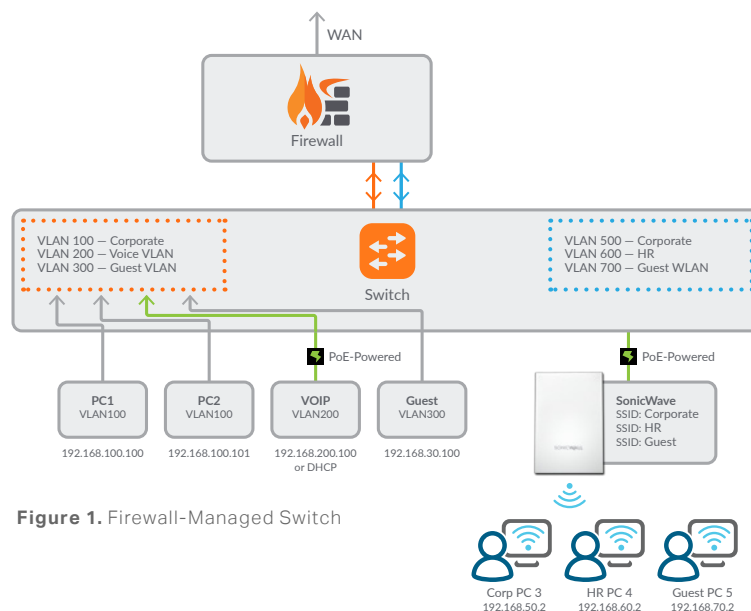 WAN
Firewall
VLAN 100 — Corporate
VLAN 200 — Voice VLAN
VLAN 300 — Guest VLAN
Switch
VLAN 500 — Corporate
VLAN 600 — HR
VLAN 700 — Guest WLAN
PoE-Powered
PoE-Powered
PC1
VLAN100
192.168.100.100
PC2
VLAN100
192.168.100.101
VOIP
VLAN200
192.168.200.100
or DHCP
Guest
VLAN300
192.168.30.100
SonicWave
SSID: Corporate
SSID: HR
SSID: Guest
Figure 1. Firewall-Managed Switch
Corp PC 3
192.168.50.2
HR PC 4
192.168.60.2
Guest PC 5
192.168.70.2